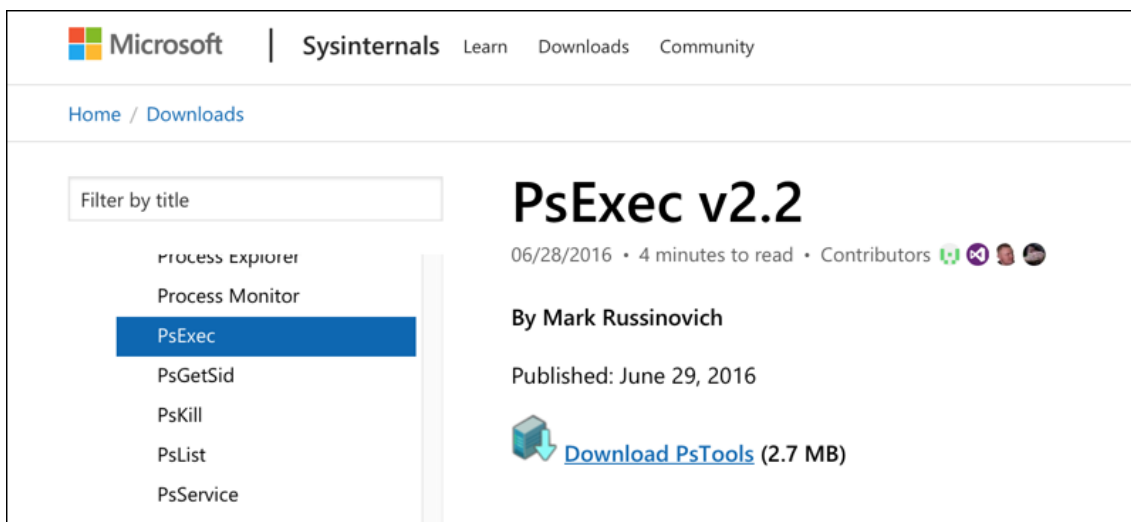 Microsoft | Sysinternals Learn Downloads Community
Home / Downloads
Filter by title
Process Explorer
Process Monitor
PsExec
PsGetSid
PsKill
PsList
PsService
PsExec v2.2
06/28/2016 • 4 minutes to read • Contributors
By Mark Russinovich
Published: June 29, 2016
Download PsTools (2.7 MB)